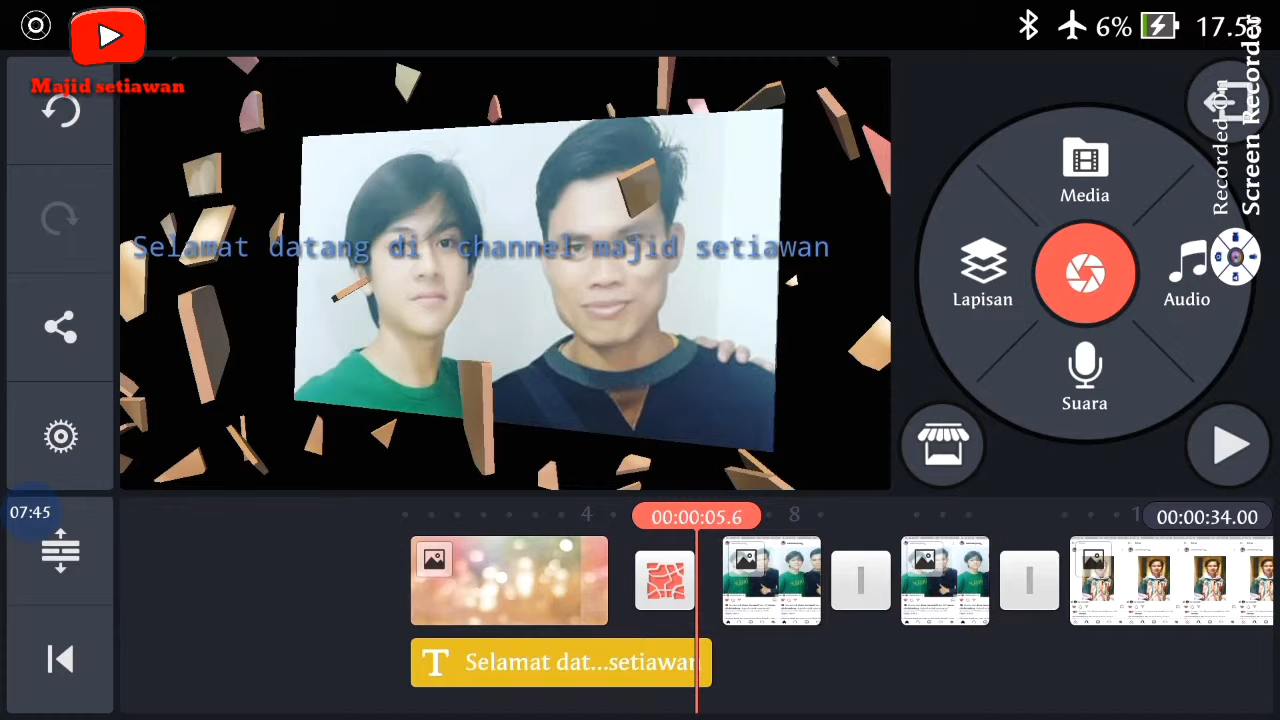 6%
17.5
Majid setiawan
Recorded On
Screen Recorder
Selamat datang di channel majid setiawan
Media
Lapisan
Audio
Suara
07:45
4
00:00:05.6
8
1
00:00:34.00
T Selamat dat...setiawan